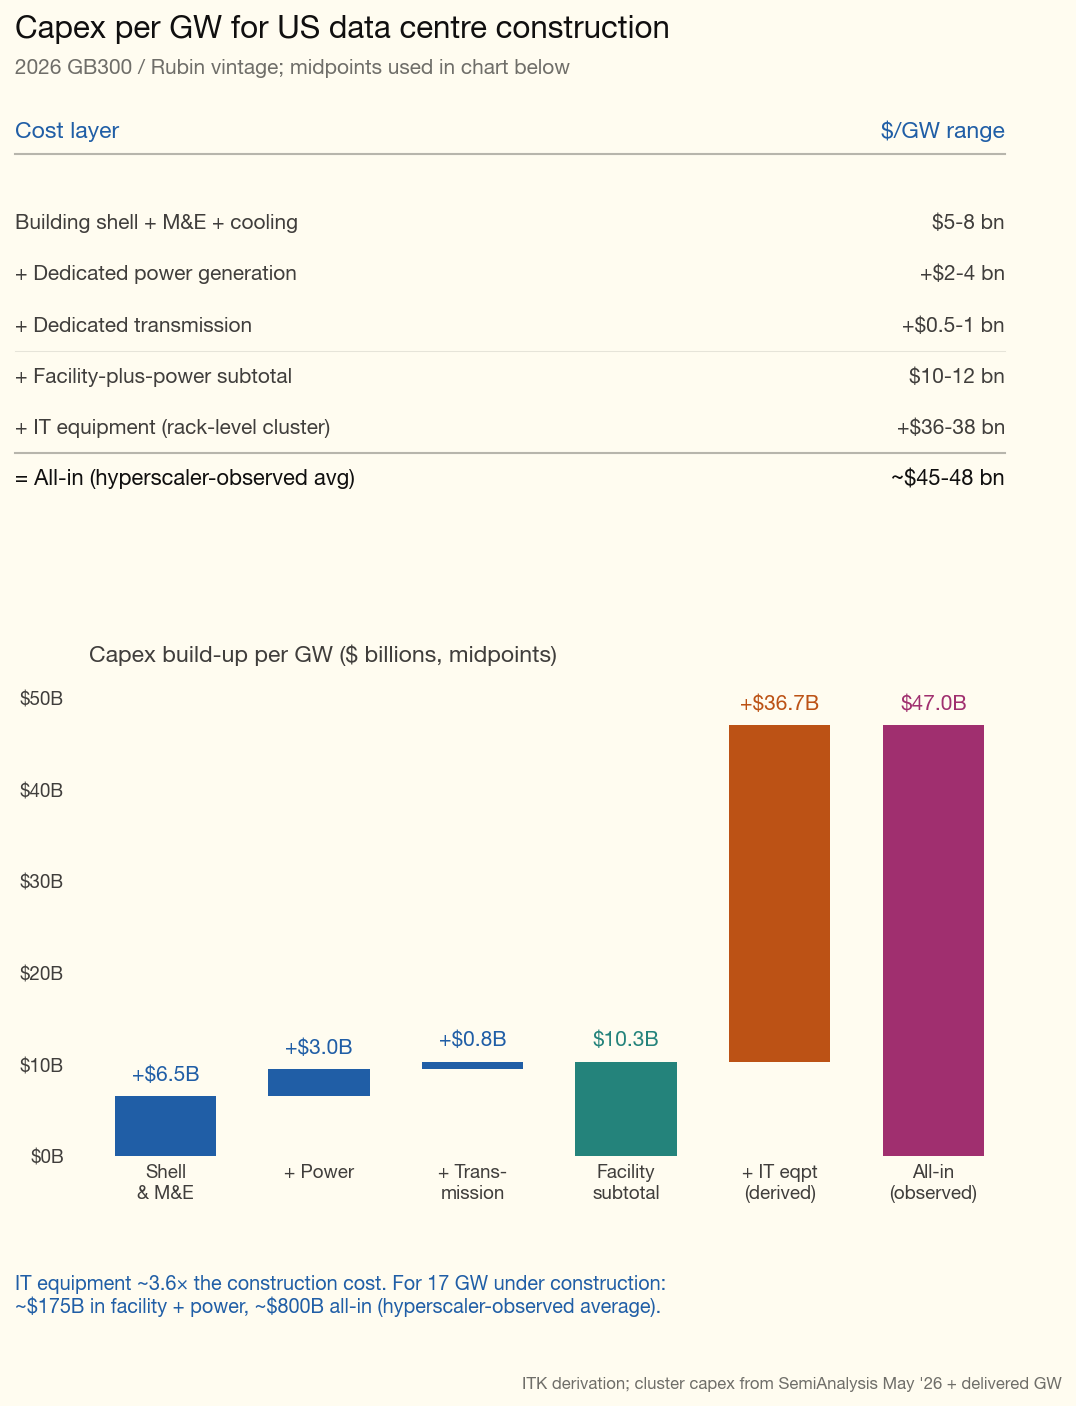 Capex per GW for US data centre construction
2026 GB300 / Rubin vintage; midpoints used in chart below
Cost layer $/GW range
Building shell + M&E + cooling $5-8 bn
+ Dedicated power generation +$2-4 bn
+ Dedicated transmission +$0.5-1 bn
+ Facility-plus-power subtotal $10-12 bn
+ IT equipment (rack-level cluster) +$36-38 bn
= All-in (hyperscaler-observed avg) ~$45-48 bn
Capex build-up per GW ($ billions, midpoints)
$50B
$40B
$30B
$20B
$10B
$0B
+$6.5B
+$3.0B
+$0.8B
$10.3B
+$36.7B
$47.0B
Shell
& M&E
+ Power
+ Trans-
mission
Facility
subtotal
+ IT eqpt
(derived)
All-in
(observed)
IT equipment ~3.6× the construction cost. For 17 GW under construction:
~$175B in facility + power, ~$800B all-in (hyperscaler-observed average).
ITK derivation; cluster capex from SemiAnalysis May '26 + delivered GW